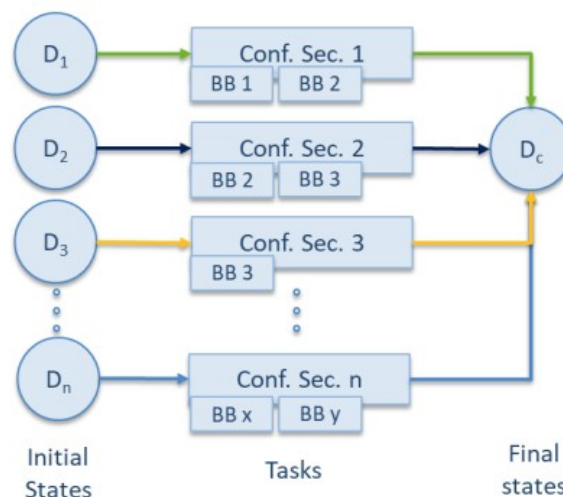 D1
Conf. Sec. 1
BB 1
BB 2
D2
Conf. Sec. 2
BB 2
BB 3
Dc
D3
Conf. Sec. 3
BB 3
Dn
Conf. Sec. n
BB x
BB y
Initial
States
Tasks
Final
states